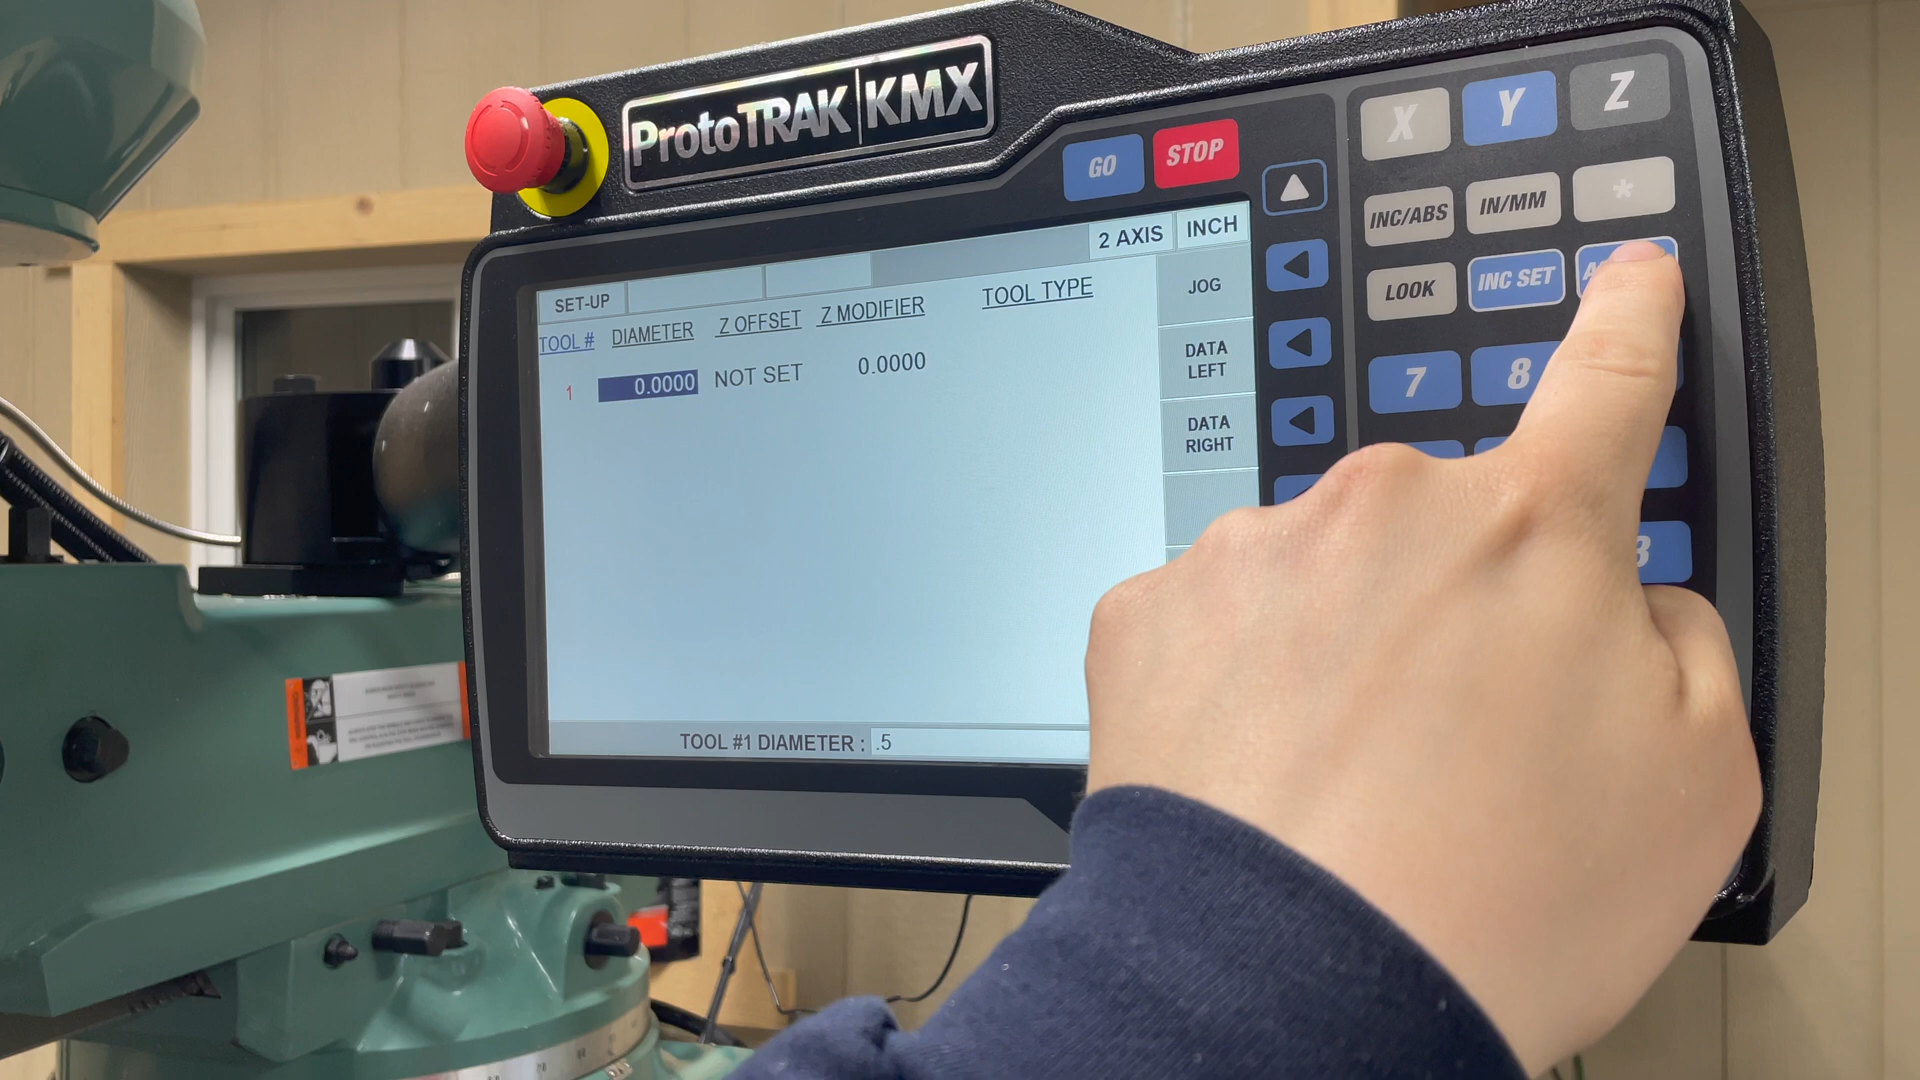 ProtoTRAK KMX
GO
STOP
X
Y
Z
INC/ABS
IN/MM
*
LOOK
INC SET
7
8
3
2 AXIS
INCH
SET-UP
TOOL #
DIAMETER
Z OFFSET
Z MODIFIER
TOOL TYPE
1
0.0000
NOT SET
0.0000
JOG
DATA
LEFT
DATA
RIGHT
TOOL #1 DIAMETER : .5